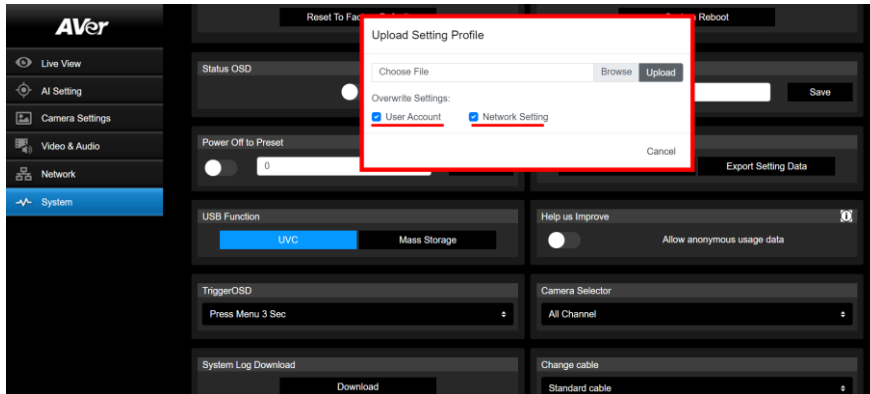 AVer
Live View
AI Setting
Camera Settings
Video & Audio
Network
System
Reset To
Reboot
Upload Setting Profile
Choose File
Browse
Upload
Overwrite Settings:
User Account
Network Setting
Cancel
Status OSD
Save
Power Off to Preset
0
Export Setting Data
USB Function
UVC
Mass Storage
Help us Improve
Allow anonymous usage data
TriggerOSD
Press Menu 3 Sec
Camera Selector
All Channel
System Log Download
Download
Change cable
Standard cable